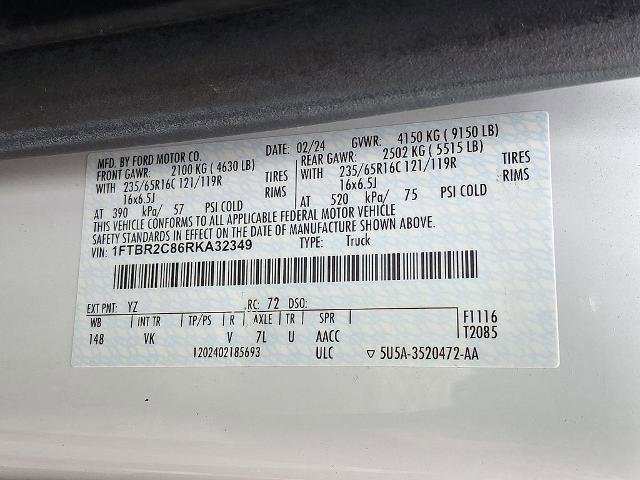 MFD. BY FORD MOTOR CO. DATE: 02/24 GVWR: 4150 KG ( 9150 LB)
FRONT GAWR: 2100 KG ( 4630 LB) REAR GAWR: 2502 KG ( 5515 LB)
WITH 235/65R16C 121/119R TIRES WITH 235/65R16C 121/119R TIRES
16x6.5J RIMS 16x6.5J RIMS
AT 390 kPa/ 57 PSI COLD AT 520 kPa/ 75 PSI COLD
THIS VEHICLE CONFORMS TO ALL APPLICABLE FEDERAL MOTOR VEHICLE
SAFETY STANDARDS IN EFFECT ON THE DATE OF MANUFACTURE SHOWN ABOVE.
VIN: 1FTBR2C86RKA32349 TYPE: Truck
EXT PNT: YZ RC: 72 DSO:
WB INT TR TP/PS R AXLE TR SPR F1116
148 VK V 7L U AACC T2085
1202402185693 ULC ▽ 5U5A-3520472-AA